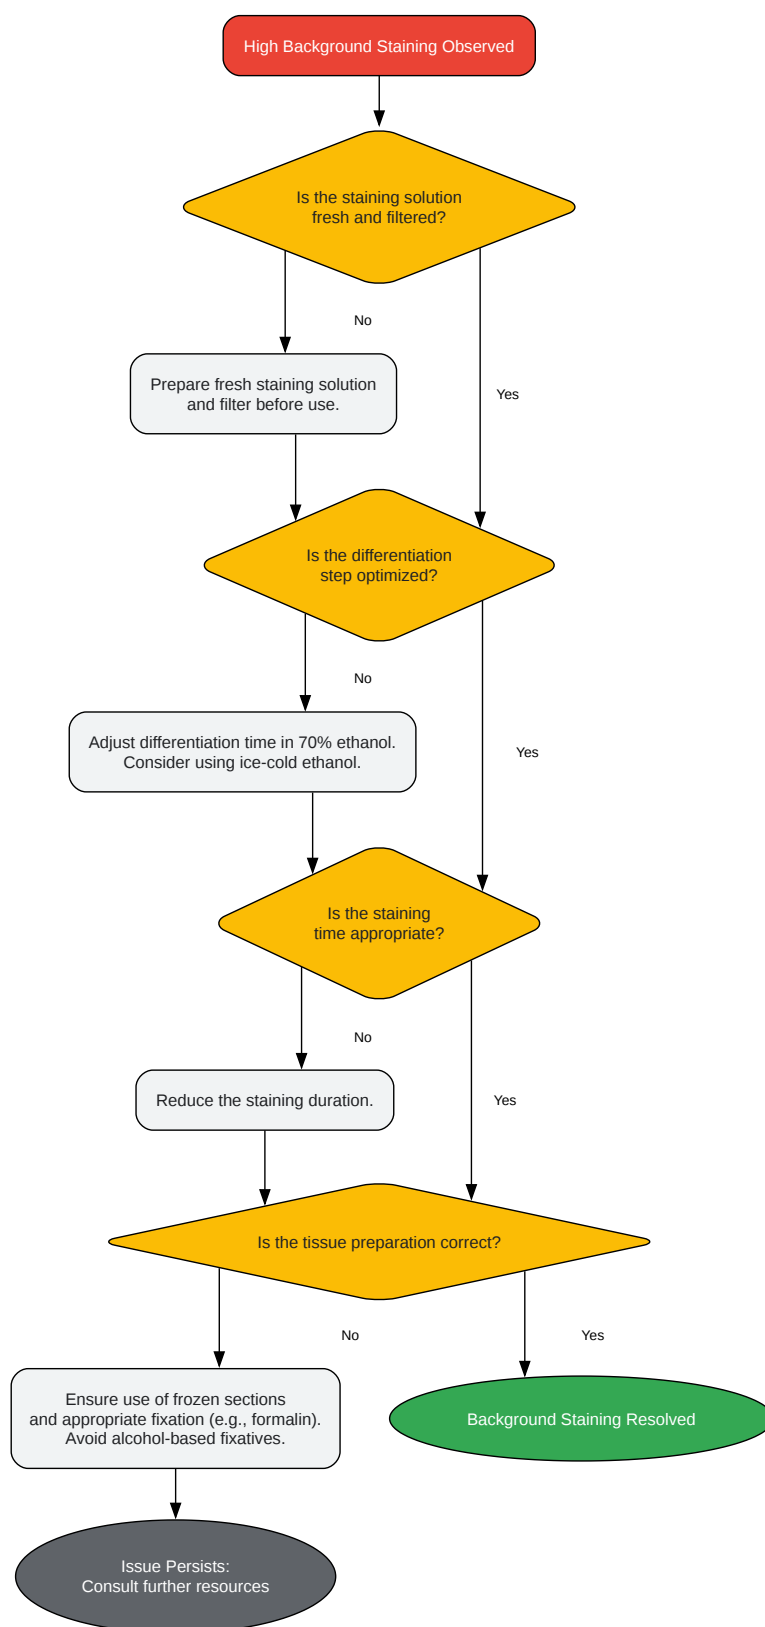 High Background Staining Observed
Is the staining solution
fresh and filtered?
No
Prepare fresh staining solution
and filter before use.
Yes
Is the differentiation
step optimized?
No
Adjust differentiation time in 70% ethanol.
Consider using ice-cold ethanol.
Yes
Is the staining
time appropriate?
No
Reduce the staining duration.
Yes
Is the tissue preparation correct?
No
Yes
Ensure use of frozen sections
and appropriate fixation (e.g., formalin).
Avoid alcohol-based fixatives.
Background Staining Resolved
Issue Persists:
Consult further resources